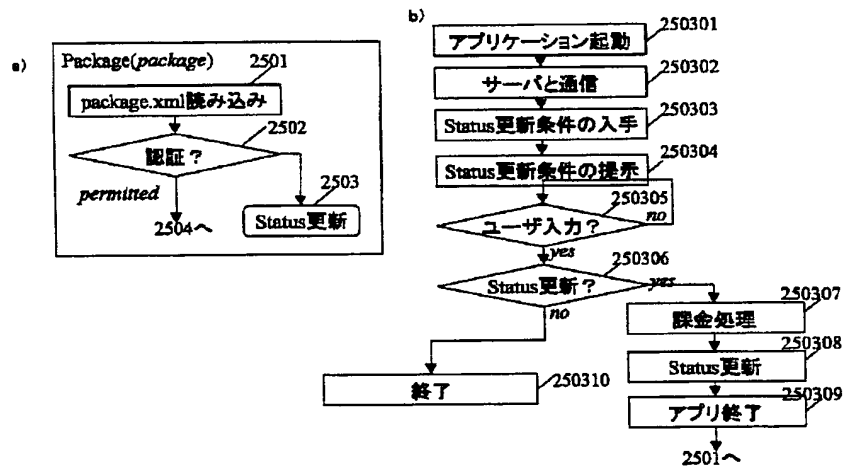 a)
Package(package)
2501
package.xml読み込み
2502
認証?
permitted
2503
2504へ
Status更新
b)
250301
アプリケーション起動
250302
サーバと通信
250303
Status更新条件の入手
250304
Status更新条件の提示
250305
ユーザ入力?
no
yes
250306
Status更新?
yes
no
250307
課金処理
250308
Status更新
250309
アプリ終了
2501へ
250310
終了